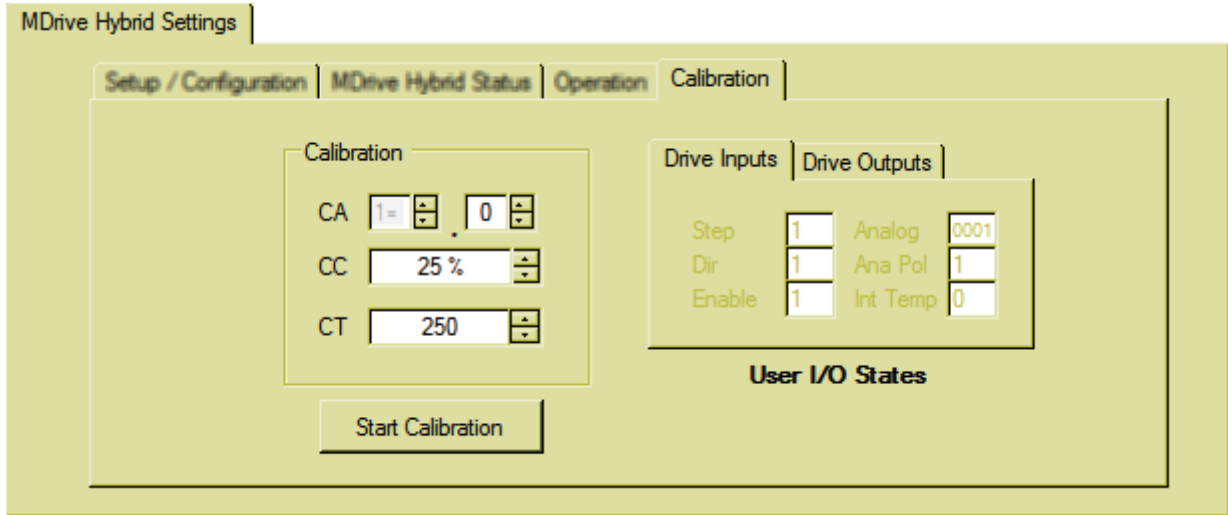 MDrive Hybrid Settings
Setup / Configuration MDrive Hybrid Status Operation Calibration
Calibration
CA 1= . 0
CC 25 %
CT 250
Start Calibration
Drive Inputs Drive Outputs
Step 1 Analog 0001
Dir 1 Ana Pol 1
Enable 1 Int Temp 0
User I/O States